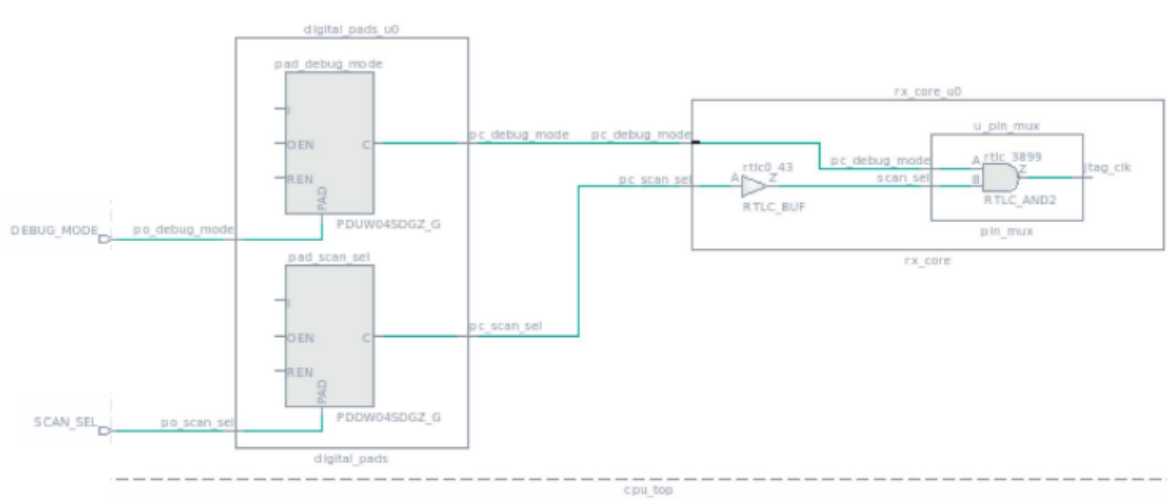 digital_pads_u0
pad_debug_mode
I
OEN
C
REN
PAD
PDUW04SDGZ_G
DEBUG_MODE
po_debug_mode
pc_debug_mode
pc_debug_mode
rx_core_u0
u_pin_mux
pc_debug_mode
A
rtlc_3899
Z
jtag_clk
pc_scan_sel
rtlc0_43
A
Z
scan_sel
B
RTLC_BUF
RTLC_AND2
pin_mux
rx_core
pad_scan_sel
I
OEN
C
REN
PAD
pc_scan_sel
PDDW04SDGZ_G
SCAN_SEL
po_scan_sel
digital_pads
cpu_top